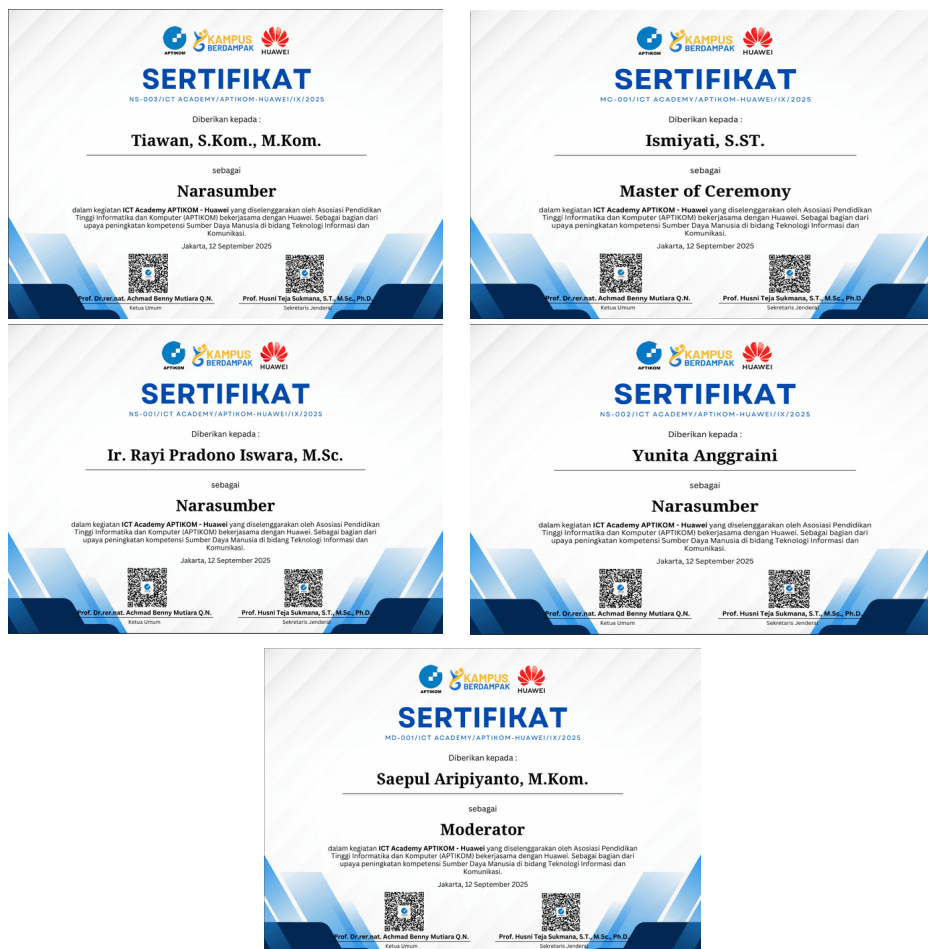 APTIKOM
KAMPUS
BERDAMPAK
HUAWEI
SERTIFIKAT
NS-003/ICT ACADEMY/APTIKOM-HUAWEI/IX/2025
Diberikan kepada :
Tiawan, S.Kom., M.Kom.
sebagai
Narasumber
dalam kegiatan ICT Academy APTIKOM - Huawei yang diselenggarakan oleh Asosiasi Pendidikan
Tinggi Informatika dan Komputer (APTIKOM) bekerjasama dengan Huawei. Sebagai bagian dari
upaya peningkatan kompetensi Sumber Daya Manusia di bidang Teknologi Informasi dan
Komunikasi.
Jakarta, 12 September 2025
Prof. Dr.rer.nat. Achmad Benny Mutiara Q.N.
Ketua Umum
Prof. Husni Teja Sukmana, S.T., M.Sc., Ph.D.
Sekretaris Jenderal
APTIKOM
KAMPUS
BERDAMPAK
HUAWEI
SERTIFIKAT
MC-001/ICT ACADEMY/APTIKOM-HUAWEI/IX/2025
Diberikan kepada :
Ismiyati, S.ST.
sebagai
Master of Ceremony
dalam kegiatan ICT Academy APTIKOM - Huawei yang diselenggarakan oleh Asosiasi Pendidikan
Tinggi Informatika dan Komputer (APTIKOM) bekerjasama dengan Huawei. Sebagai bagian dari
upaya peningkatan kompetensi Sumber Daya Manusia di bidang Teknologi Informasi dan
Komunikasi.
Jakarta, 12 September 2025
Prof. Dr.rer.nat. Achmad Benny Mutiara Q.N.
Ketua Umum
Prof. Husni Teja Sukmana, S.T., M.Sc., Ph.D.
Sekretaris Jenderal
APTIKOM
KAMPUS
BERDAMPAK
HUAWEI
SERTIFIKAT
NS-001/ICT ACADEMY/APTIKOM-HUAWEI/IX/2025
Diberikan kepada :
Ir. Rayi Pradono Iswara, M.Sc.
sebagai
Narasumber
dalam kegiatan ICT Academy APTIKOM - Huawei yang diselenggarakan oleh Asosiasi Pendidikan
Tinggi Informatika dan Komputer (APTIKOM) bekerjasama dengan Huawei. Sebagai bagian dari
upaya peningkatan kompetensi Sumber Daya Manusia di bidang Teknologi Informasi dan
Komunikasi.
Jakarta, 12 September 2025
Prof. Dr.rer.nat. Achmad Benny Mutiara Q.N.
Ketua Umum
Prof. Husni Teja Sukmana, S.T., M.Sc., Ph.D.
Sekretaris Jenderal
APTIKOM
KAMPUS
BERDAMPAK
HUAWEI
SERTIFIKAT
NS-002/ICT ACADEMY/APTIKOM-HUAWEI/IX/2025
Diberikan kepada :
Yunita Anggraini
sebagai
Narasumber
dalam kegiatan ICT Academy APTIKOM - Huawei yang diselenggarakan oleh Asosiasi Pendidikan
Tinggi Informatika dan Komputer (APTIKOM) bekerjasama dengan Huawei. Sebagai bagian dari
upaya peningkatan kompetensi Sumber Daya Manusia di bidang Teknologi Informasi dan
Komunikasi.
Jakarta, 12 September 2025
Prof. Dr.rer.nat. Achmad Benny Mutiara Q.N.
Ketua Umum
Prof. Husni Teja Sukmana, S.T., M.Sc., Ph.D.
Sekretaris Jenderal
APTIKOM
KAMPUS
BERDAMPAK
HUAWEI
SERTIFIKAT
MD-001/ICT ACADEMY/APTIKOM-HUAWEI/IX/2025
Diberikan kepada :
Saepul Aripiyanto, M.Kom.
sebagai
Moderator
dalam kegiatan ICT Academy APTIKOM - Huawei yang diselenggarakan oleh Asosiasi Pendidikan
Tinggi Informatika dan Komputer (APTIKOM) bekerjasama dengan Huawei. Sebagai bagian dari
upaya peningkatan kompetensi Sumber Daya Manusia di bidang Teknologi Informasi dan
Komunikasi.
Jakarta, 12 September 2025
Prof. Dr.rer.nat. Achmad Benny Mutiara Q.N.
Ketua Umum
Prof. Husni Teja Sukmana, S.T., M.Sc., Ph.D.
Sekretaris Jenderal